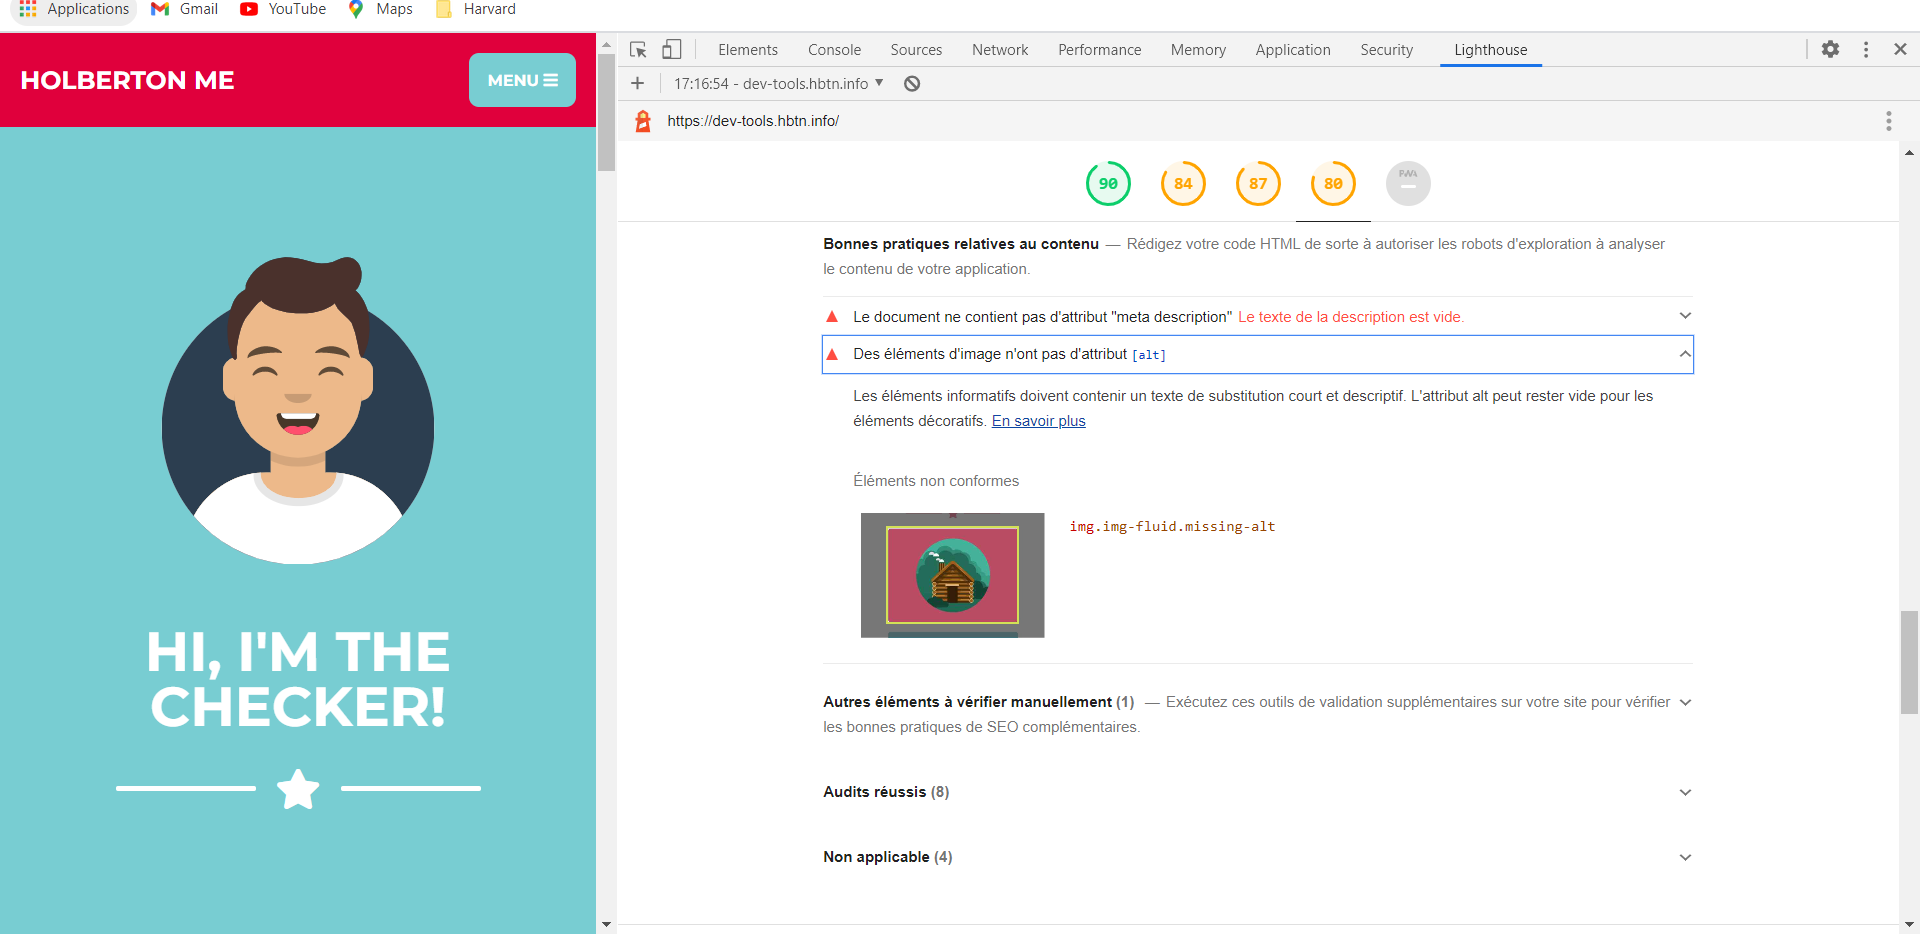 Applications Gmail YouTube Maps Harvard
HOLBERTON ME
MENU
HI, I'M THE
CHECKER!
Elements Console Sources Network Performance Memory Application Security Lighthouse
17:16:54 - dev-tools.hbtn.info
https://dev-tools.hbtn.info/
90 84 87 80 PWA
Bonnes pratiques relatives au contenu — Rédigez votre code HTML de sorte à autoriser les robots d'exploration à analyser
le contenu de votre application.
Le document ne contient pas d'attribut "meta description" Le texte de la description est vide.
Des éléments d'image n'ont pas d'attribut [alt]
Les éléments informatifs doivent contenir un texte de substitution court et descriptif. L'attribut alt peut rester vide pour les
éléments décoratifs. En savoir plus
Éléments non conformes
img.img-fluid.missing-alt
Autres éléments à vérifier manuellement (1) — Exécutez ces outils de validation supplémentaires sur votre site pour vérifier
les bonnes pratiques de SEO complémentaires.
Audits réussis (8)
Non applicable (4)